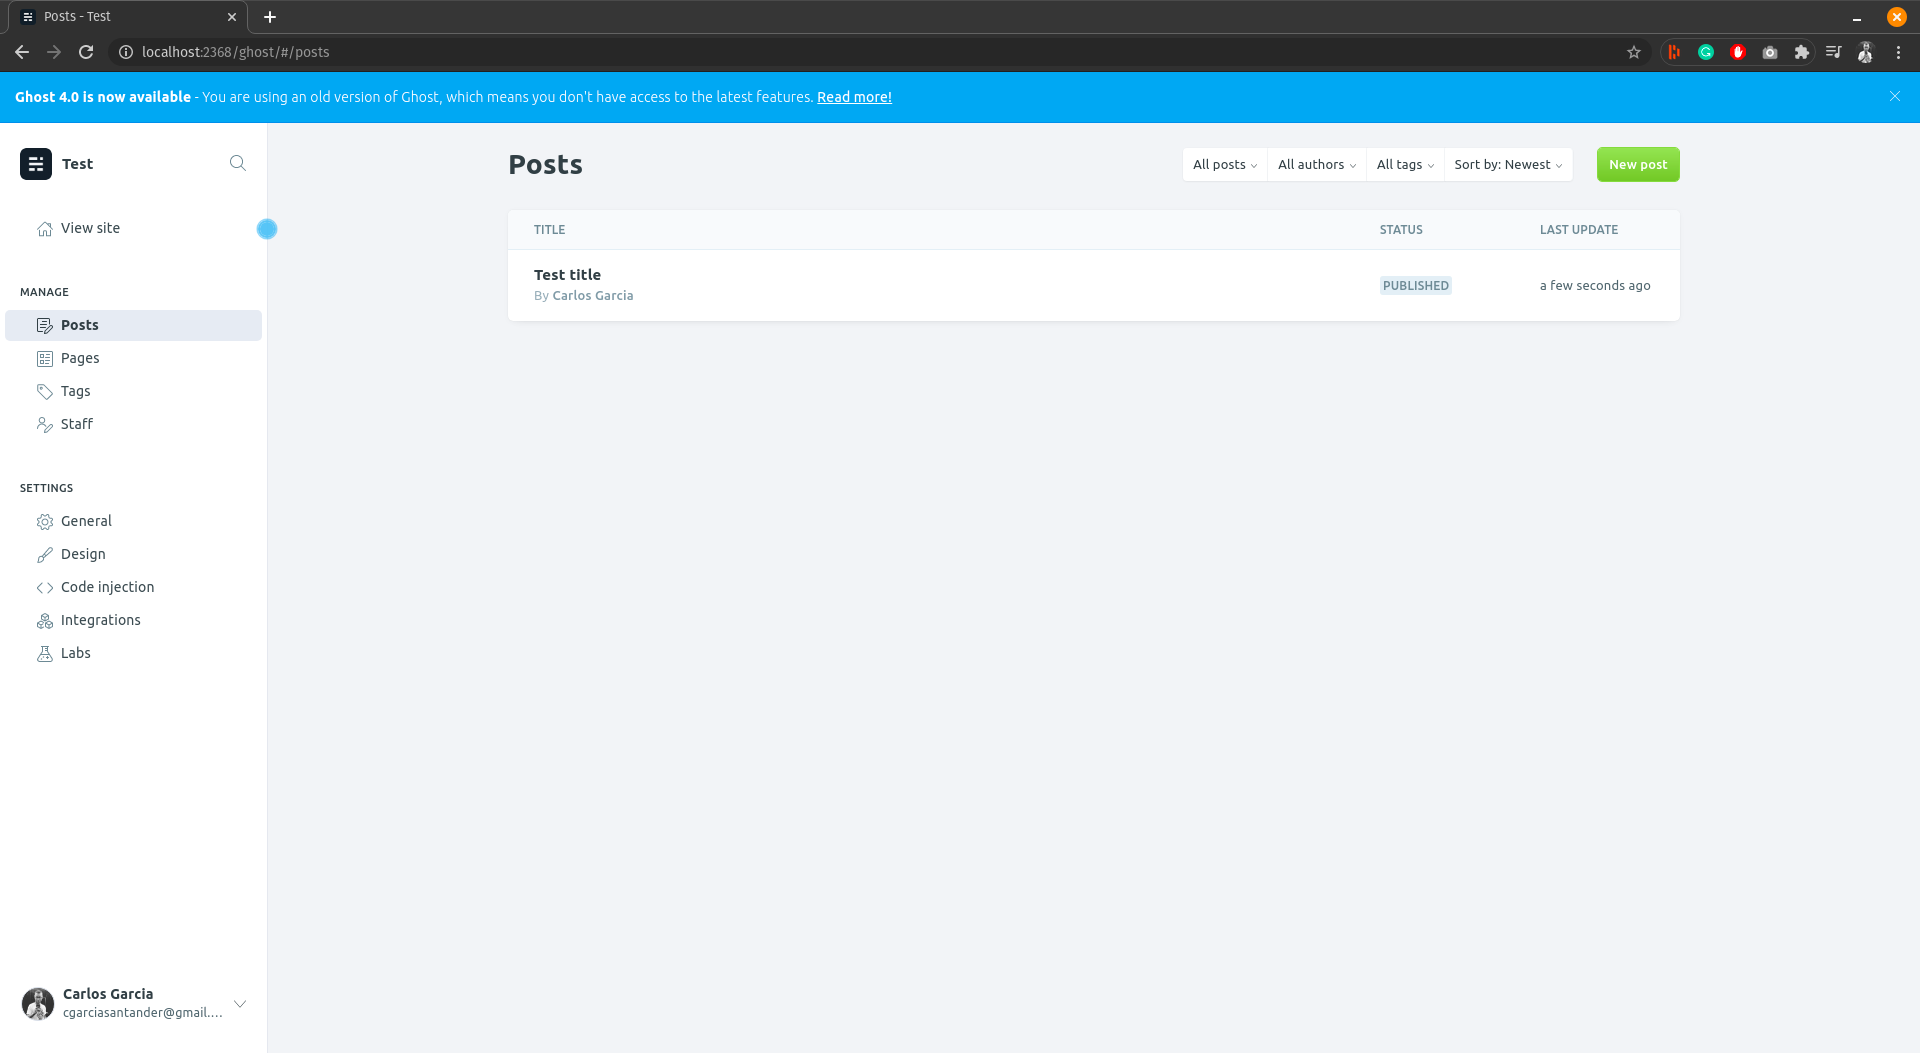 Posts - Test
localhost:2368/ghost/#/posts
Ghost 4.0 is now available - You are using an old version of Ghost, which means you don't have access to the latest features. Read more!
Test
View site
MANAGE
Posts
Pages
Tags
Staff
SETTINGS
General
Design
Code injection
Integrations
Labs
Carlos Garcia
cgarciasantander@gmail....
Posts
All posts
All authors
All tags
Sort by: Newest
New post
TITLE STATUS LAST UPDATE
Test title
By Carlos Garcia
PUBLISHED
a few seconds ago